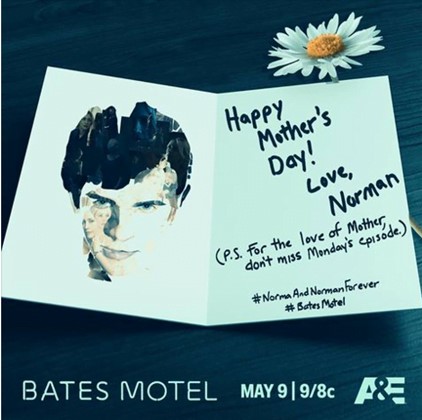 Happy
Mother's
Day!
Love,
Norman
(P.S. For the love of Mother,
don't miss Monday's episode.)
#NormaAndNormanForever
#BatesMotel
BATES MOTEL MAY 9 | 9/8c A&E